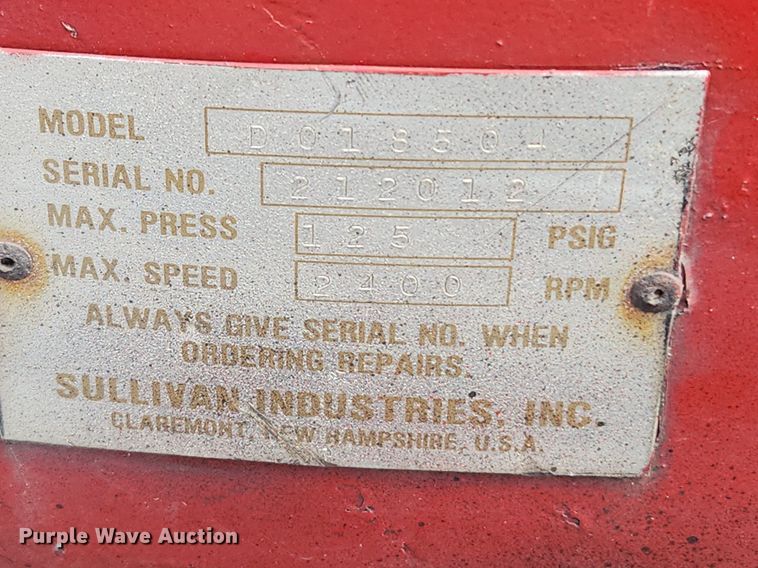 MODEL D0185Q4
SERIAL NO. 212012
MAX. PRESS 125 PSIG
MAX. SPEED 2400 RPM
ALWAYS GIVE SERIAL NO. WHEN
ORDERING REPAIRS.
SULLIVAN INDUSTRIES, INC.
CLAREMONT, NEW HAMPSHIRE, U.S.A.
Purple Wave Auction